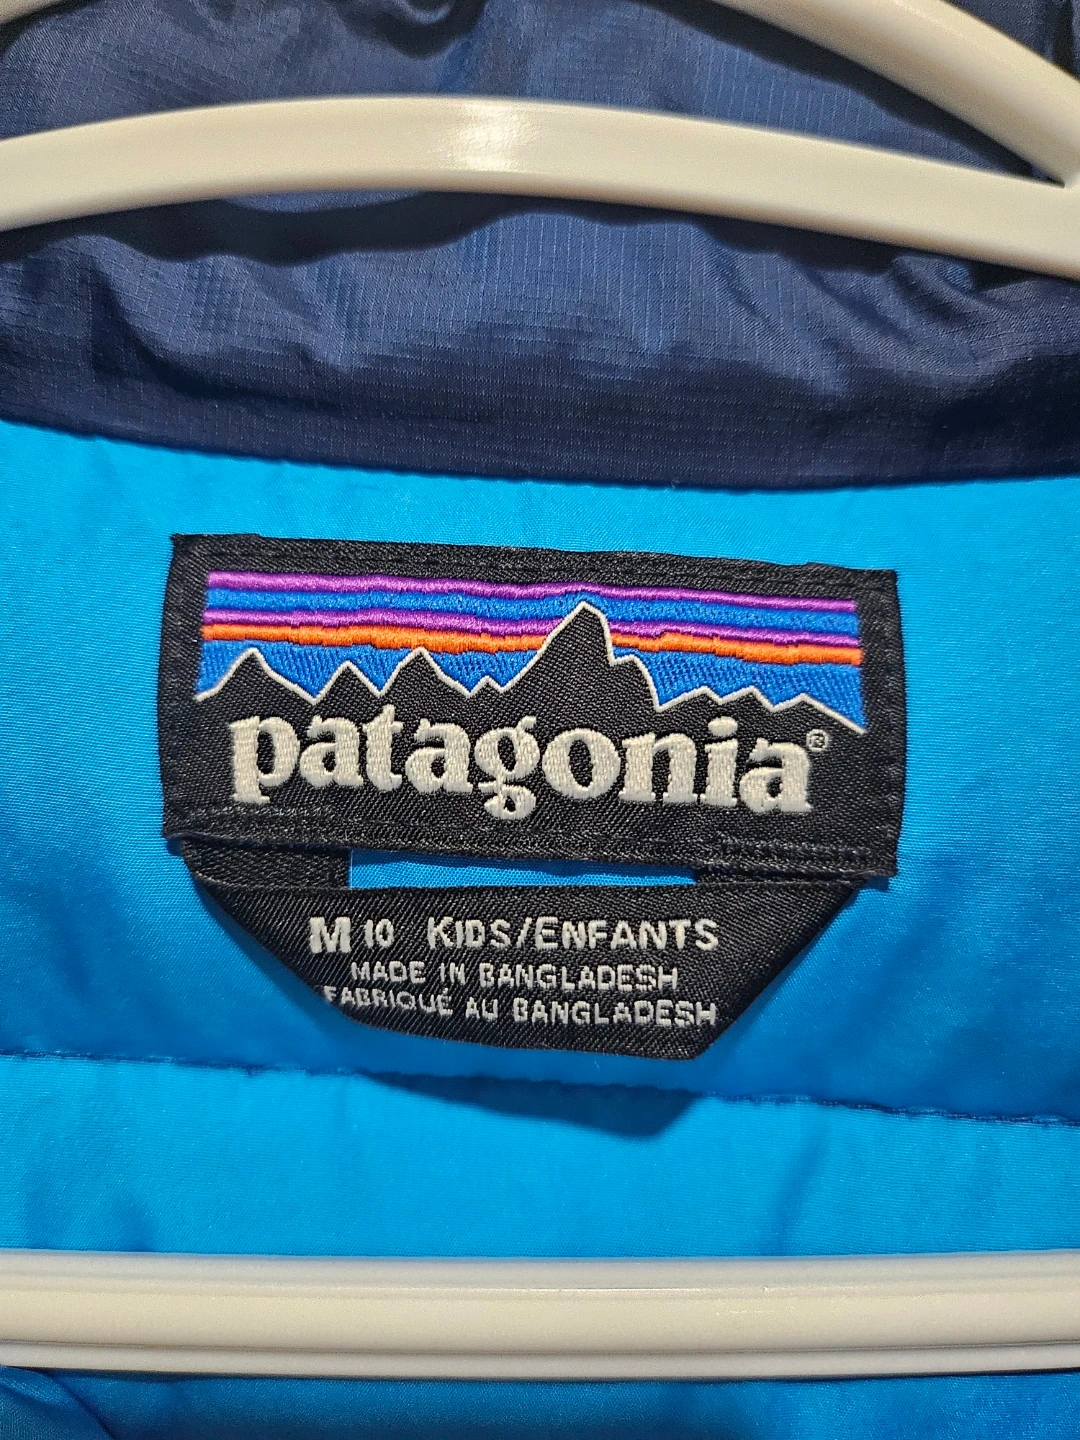 patagonia®
M 10 KIDS/ENFANTS
MADE IN BANGLADESH
FABRIQUÉ AU BANGLADESH